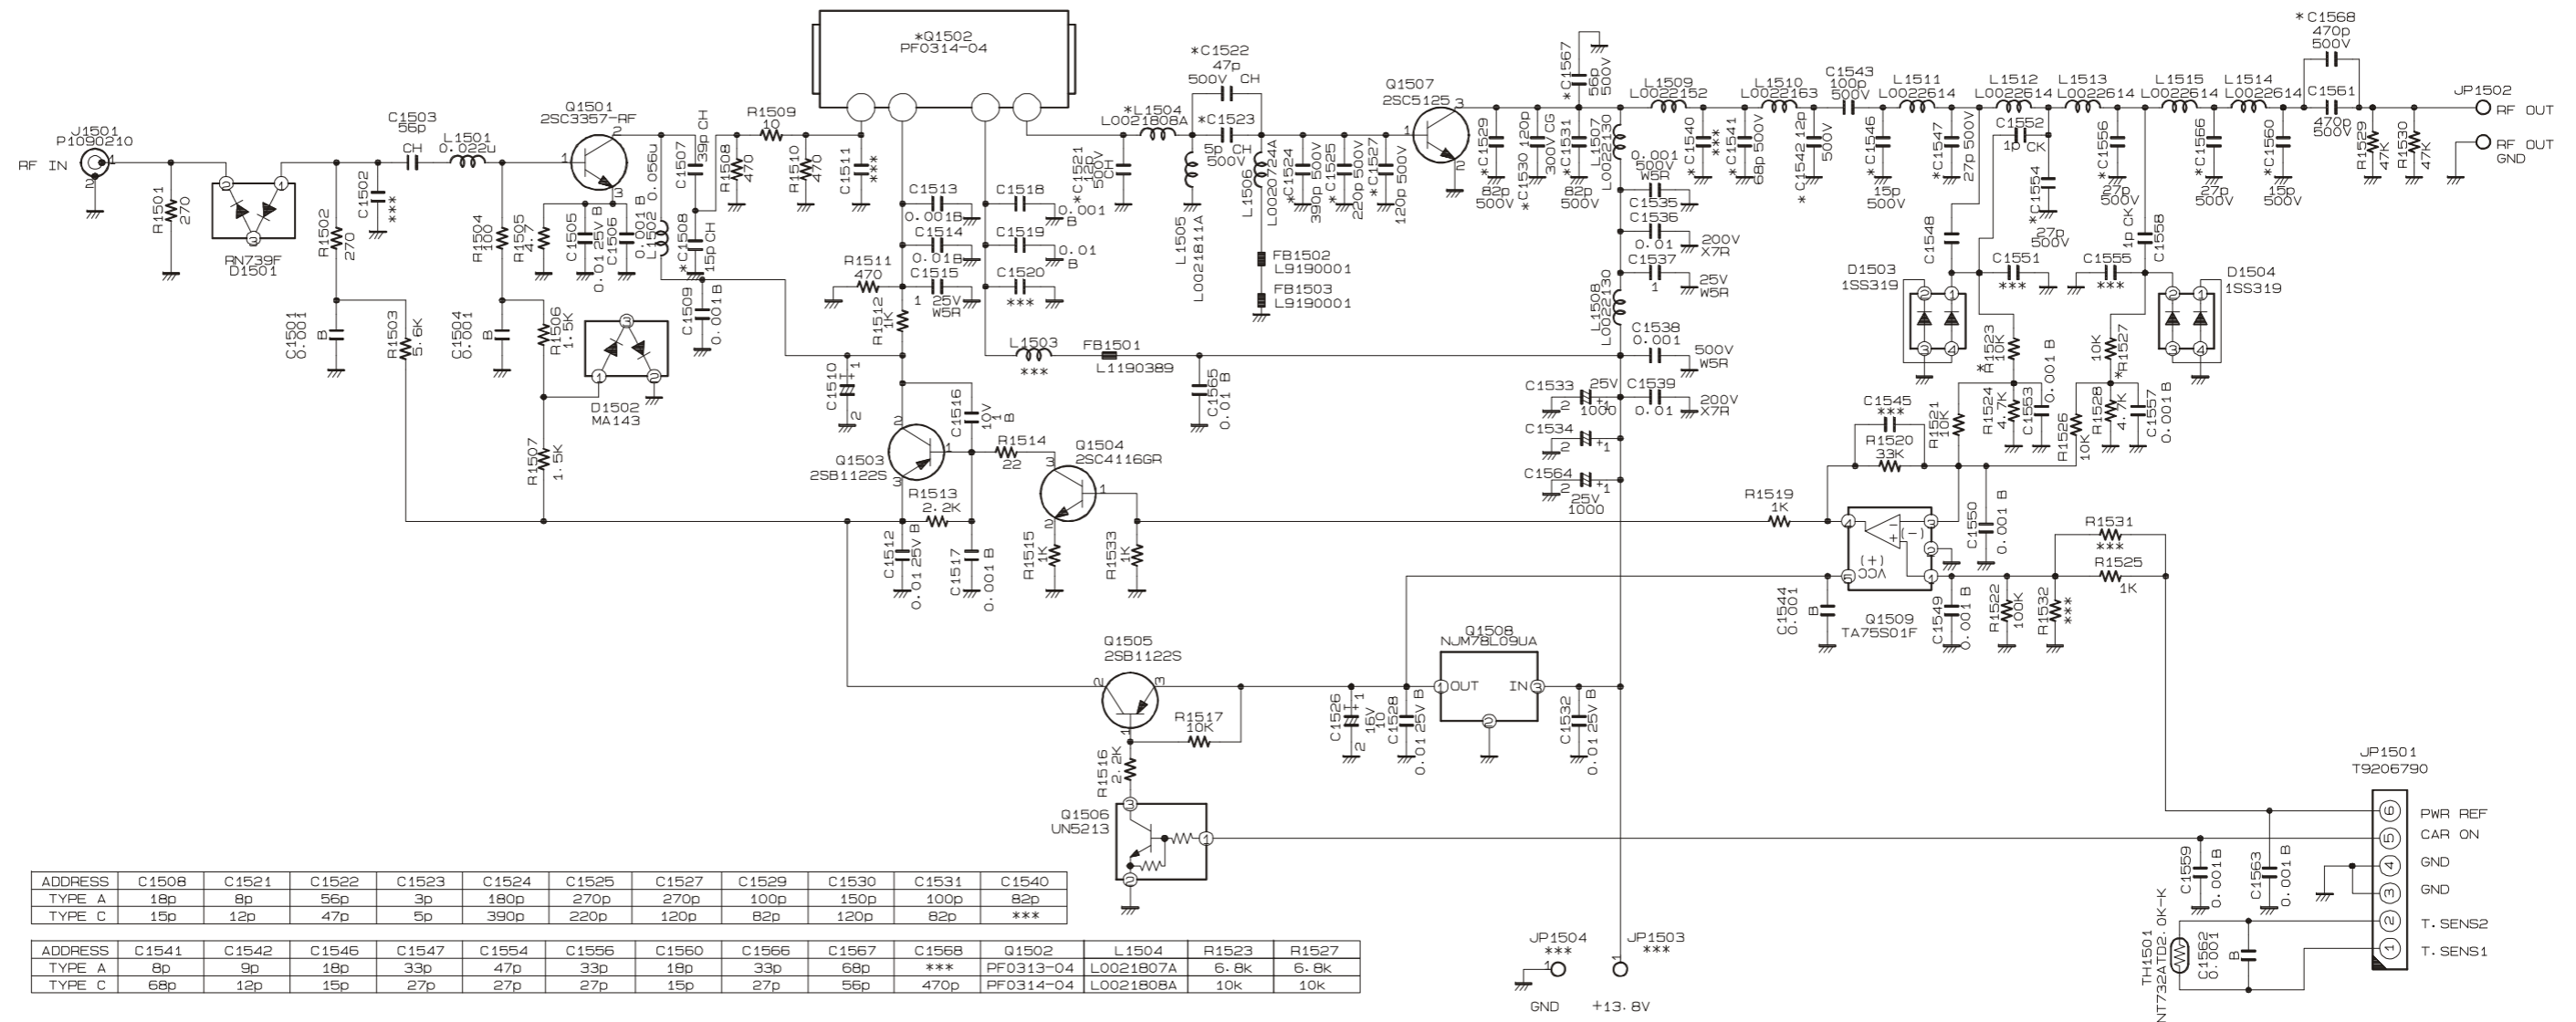 *Q1502
PF0314-04
J1501
P1090210
RF IN
1
2
R1501
270
RN739F
D1501
R1502
270
C1502
***
C1503
56p
CH
L1501
0.022u
Q1501
2SC3357-RF
C1501
0.001
B
R1503
5.6K
R1504
100
R1505
4.7
C1504
0.001
B
R1506
1.5K
C1505
0.01 25V B
C1506
0.001 B
L1502
0.056u
C1507
39p CH
*C1508
15p CH
C1509
0.001B
D1502
MA143
R1507
1.5K
R1508
470
R1509
10
R1510
470
C1511
***
C1513
0.001B
C1514
0.01B
C1515
1
25V
W5R
R1511
470
R1512
1K
C1518
0.001
B
C1519
0.01
B
C1520
***
L1503
***
FB1501
L1190389
C1510
C1516
10V
1
B
Q1503
2SB1122S
R1513
2.2K
R1514
22
Q1504
2SC4116GR
C1512
0.01 25V B
C1517
0.001 B
R1515
1K
R1533
1K
C1565
0.01 B
*L1504
L0021808A
*C1521
12p
500V
CH
*C1522
47p
500V CH
*C1523
5p CH
500V
L1505
L0021811A
L1506
L0020724A
FB1502
L9190001
FB1503
L9190001
*C1524
390p 500V
*C1525
220p 500V
*C1527
120p 500V
Q1507
2SC5125
*C1529
82p
500V
*C1530 120p
300V CG
*C1531
82p
500V
*C1567
56p
500V
L1507
L0022130
0.001
500V
W5R
C1535
C1536
0.01
200V
X7R
C1537
1
25V
W5R
L1508
L0022130
C1538
0.001
500V
W5R
C1533
25V
1000
C1539
0.01
200V
X7R
C1534
C1564
25V
1000
L1509
L0022152
*C1540
***
*C1541
68p 500V
L1510
L0022163
*C1542 12p
500V
C1543
100p
500V
*C1546
15p
500V
L1511
L0022614
*C1547
27p 500V
L1512
L0022614
C1552
1p CK
*C1554
27p
500V
L1513
L0022614
*C1556
27p
500V
L1515
L0022614
*C1566
27p
500V
L1514
L0022614
*C1560
15p
500V
*C1568
470p
500V
C1561
470p
500V
R1529
47K
R1530
47K
JP1502
RF OUT
RF OUT
GND
C1548
C1551
***
C1555
***
1p CK
C1558
D1503
1SS319
D1504
1SS319
*R1523
10K
0.001 B
C1553
R1524
4.7K
R1521
10K
10K
*R1527
R1528
4.7K
R1526
10K
C1557
0.001B
C1545
***
R1520
33K
R1519
1K
C1550
0.001 B
Q1509
TA75S01F
VCC
(+)
(-)
C1544
0.001
B
C1549
0.001 B
R1522
100K
R1532
***
R1531
***
R1525
1K
Q1505
2SB1122S
R1517
10K
R1516
2.2K
Q1506
UN5213
Q1508
NJM78L09UA
OUT
IN
C1526
16V
10
C1528
0.01 25V B
C1532
0.01 25V B
JP1501
T9206790
6 PWR REF
5 CAR ON
4 GND
3 GND
2 T.SENS2
1 T.SENS1
C1559
0.001B
C1563
0.001 B
TH1501
NT732ATD2.0K-K
C1562
0.001
B
JP1504
***
GND
JP1503
***
+13.8V
ADDRESS C1508 C1521 C1522 C1523 C1524 C1525 C1527 C1529 C1530 C1531 C1540
TYPE A 18p 8p 56p 3p 180p 270p 270p 100p 150p 100p 82p
TYPE C 15p 12p 47p 5p 390p 220p 120p 82p 120p 82p ***
ADDRESS C1541 C1542 C1546 C1547 C1554 C1556 C1560 C1566 C1567 C1568 Q1502 L1504 R1523 R1527
TYPE A 8p 9p 18p 33p 47p 33p 18p 33p 68p *** PF0313-04 L0021807A 6.8k 6.8k
TYPE C 68p 12p 15p 27p 27p 27p 15p 27p 56p 470p PF0314-04 L0021808A 10k 10k